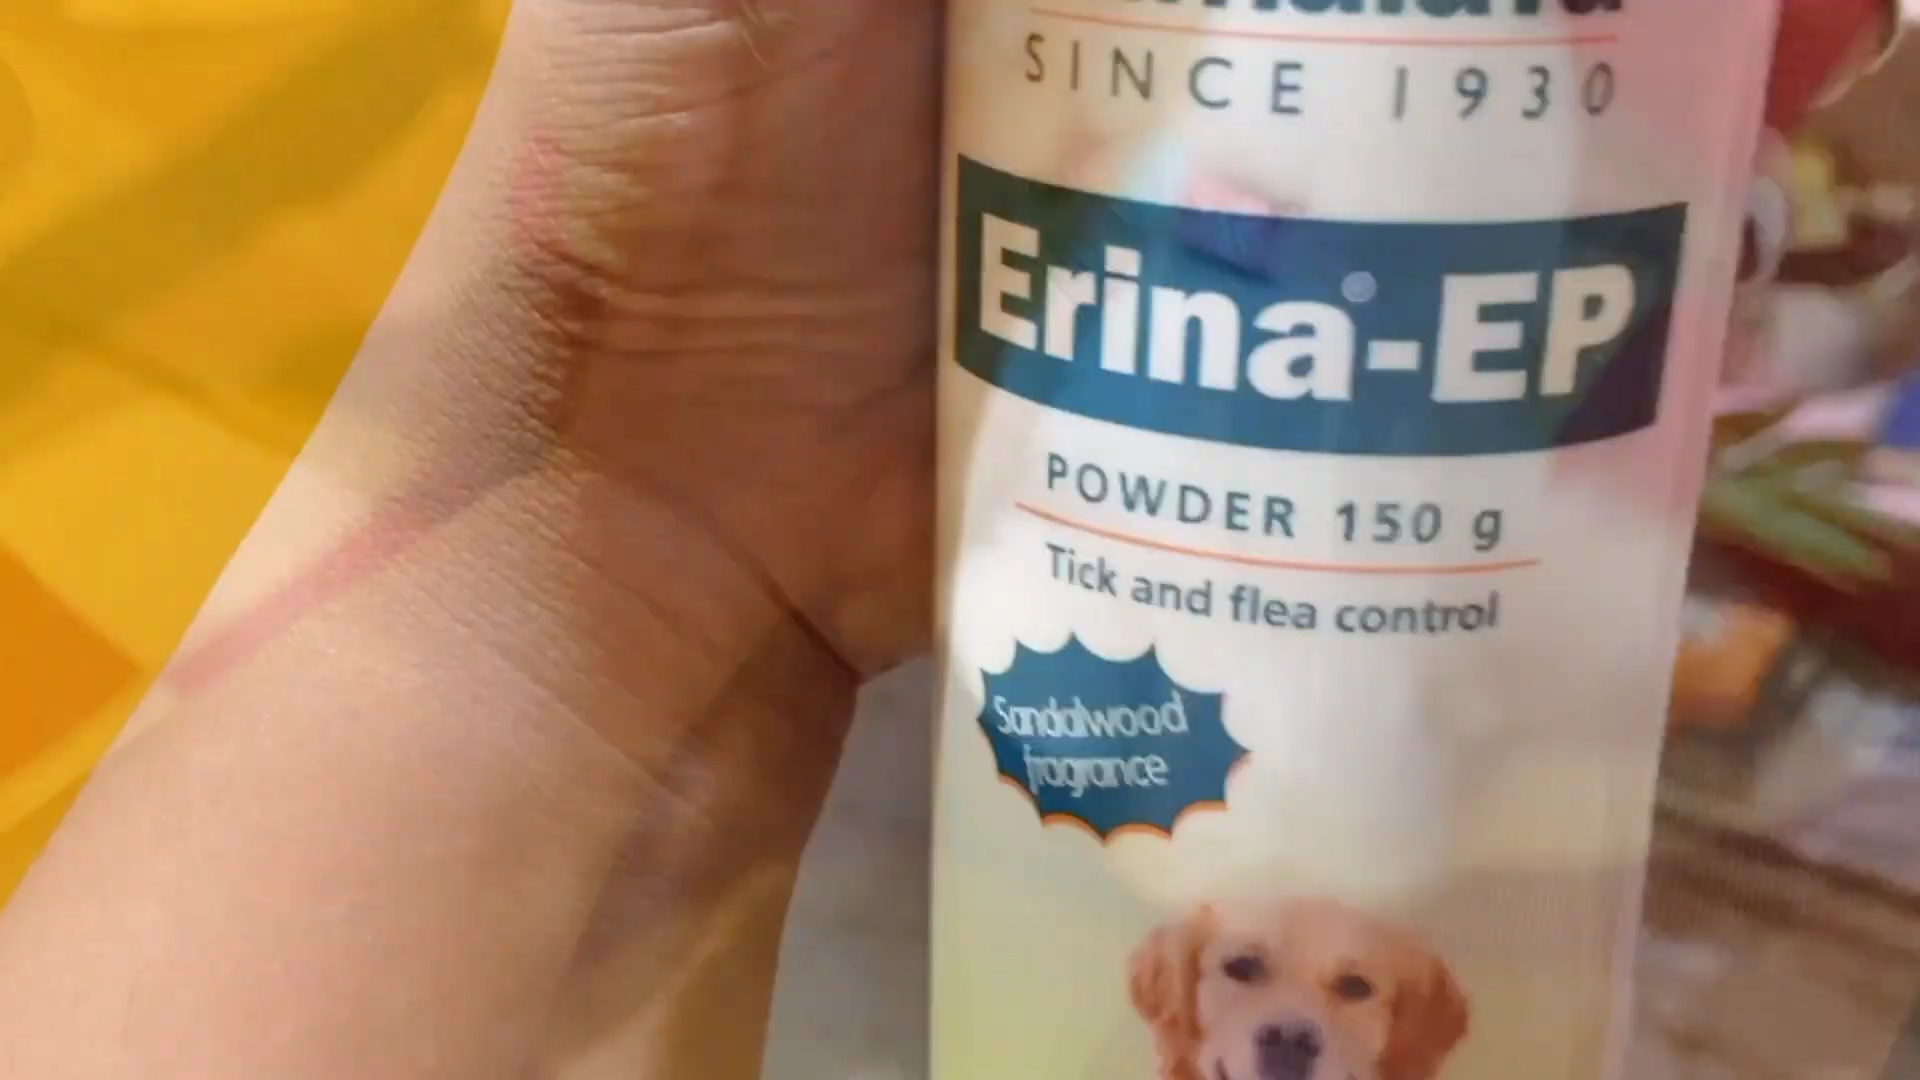 SINCE 1930
Erina-EP
POWDER 150 g
Tick and flea control
Sandalwood
fragrance